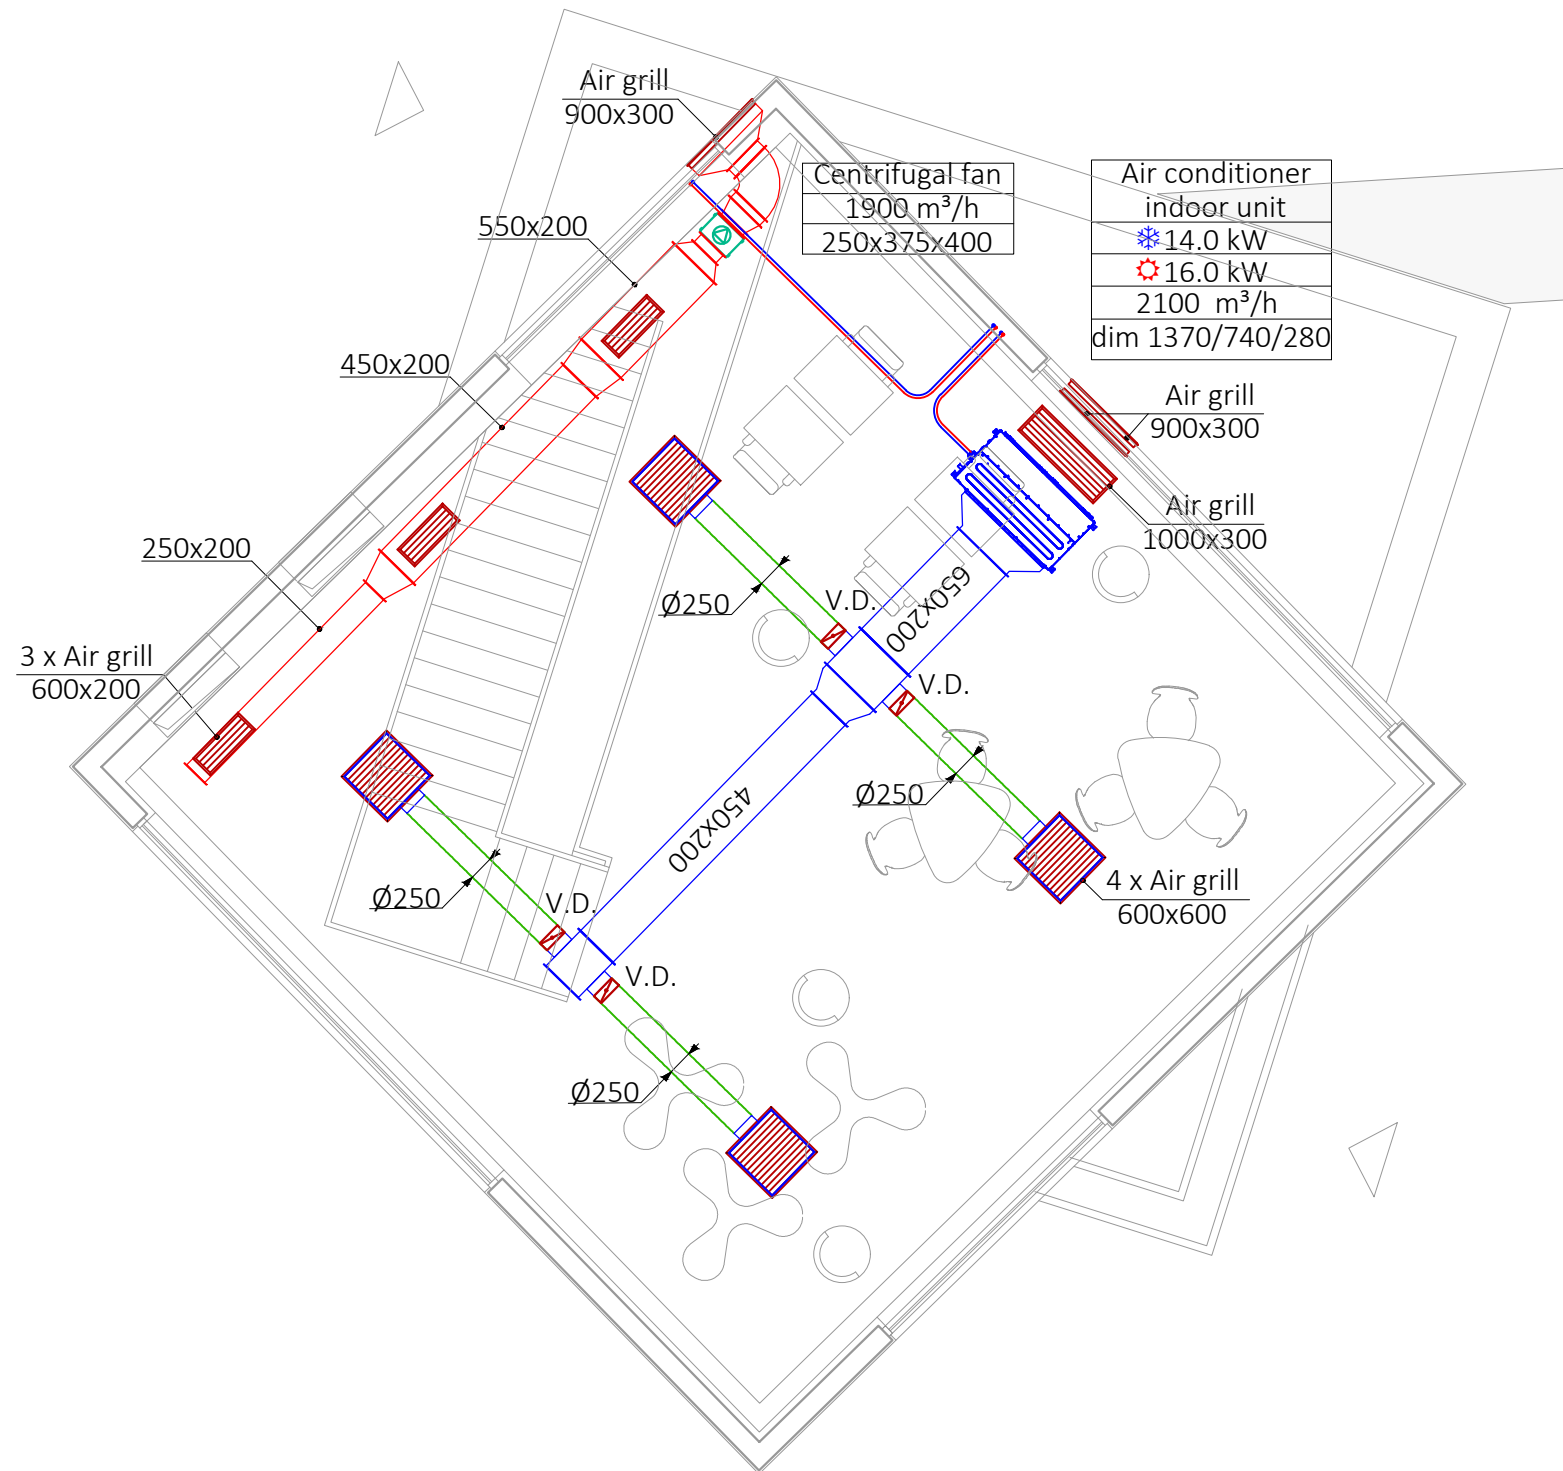 Air grill
900x300
Centrifugal fan
1900 m³/h
250x375x400
Air conditioner
indoor unit
14.0 kW
16.0 kW
2100 m³/h
dim 1370/740/280
550x200
450x200
Air grill
900x300
Air grill
1000x300
250x200
Ø250
V.D.
650x200
3 x Air grill
600x200
V.D.
Ø250
450x200
4 x Air grill
600x600
Ø250
V.D.
V.D.
Ø250